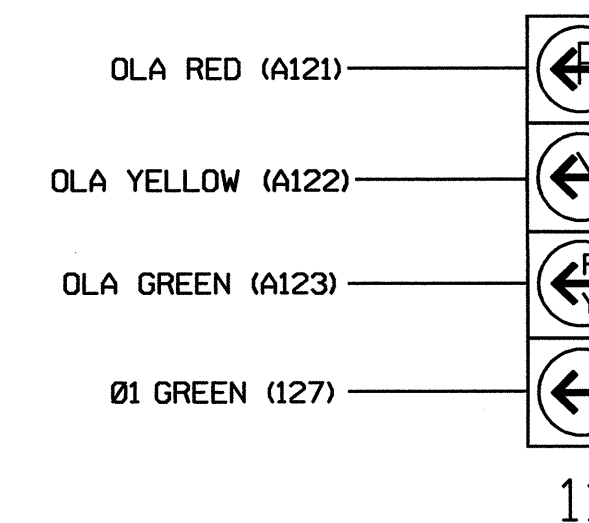 OLA RED (A121)
OLA YELLOW (A122)
OLA GREEN (A123)
Ø1 GREEN (127)